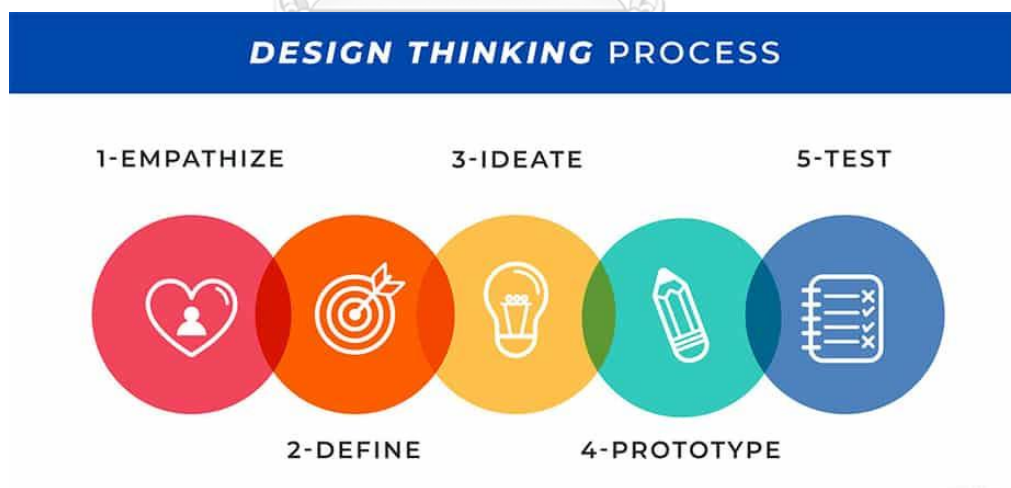 DESIGN THINKING PROCESS
1-EMPATHIZE
3-IDEATE
5-TEST
2-DEFINE
4-PROTOTYPE